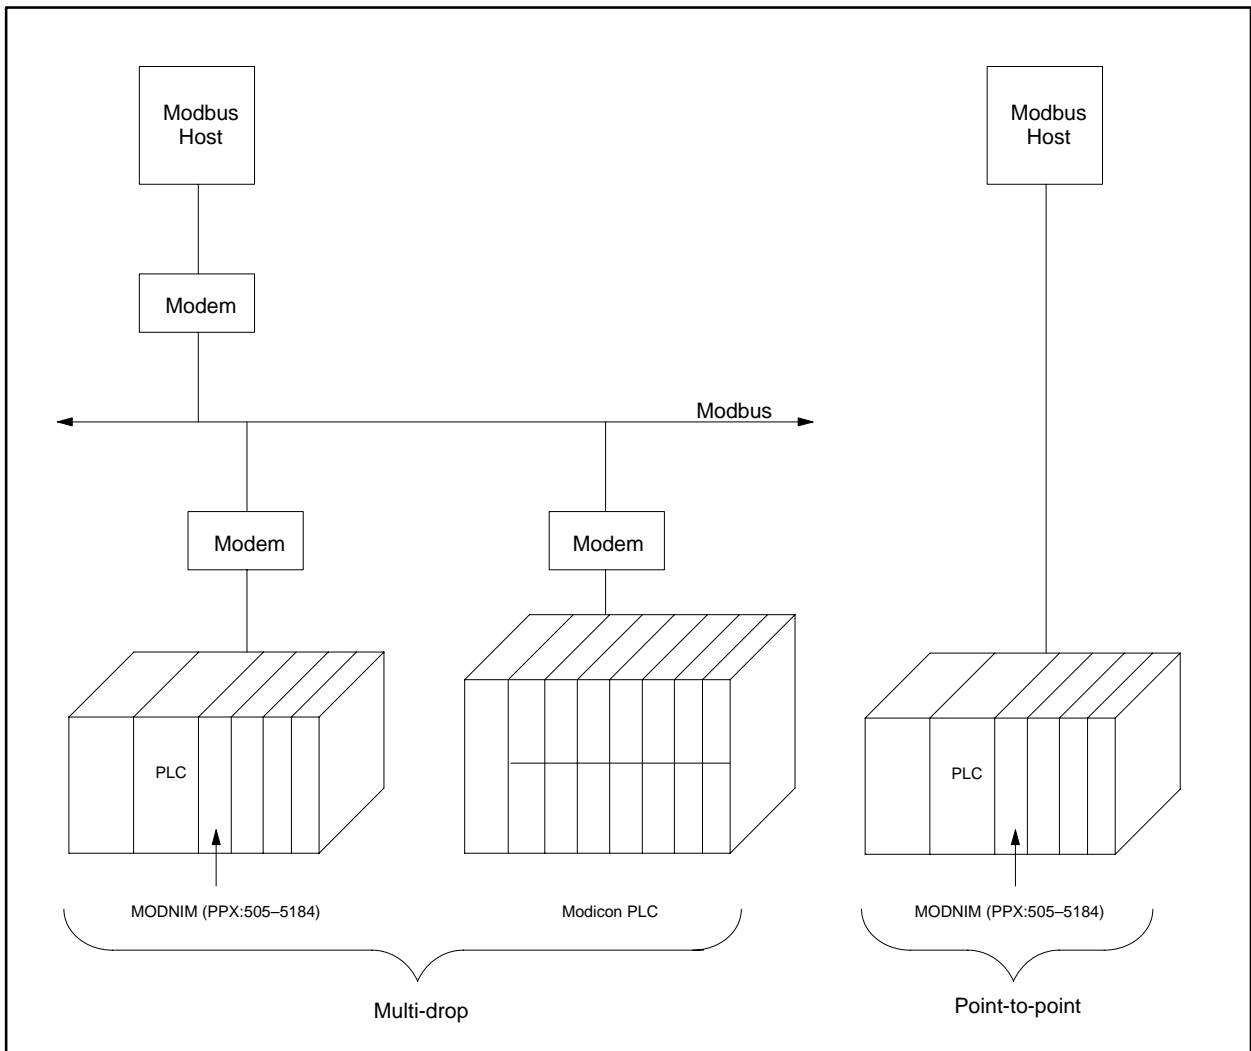 Modbus
Host
Modbus
Host
Modem
Modbus
Modem
Modem
PLC
PLC
MODNIM (PPX:505–5184)
Modicon PLC
MODNIM (PPX:505–5184)
Multi-drop
Point-to-point